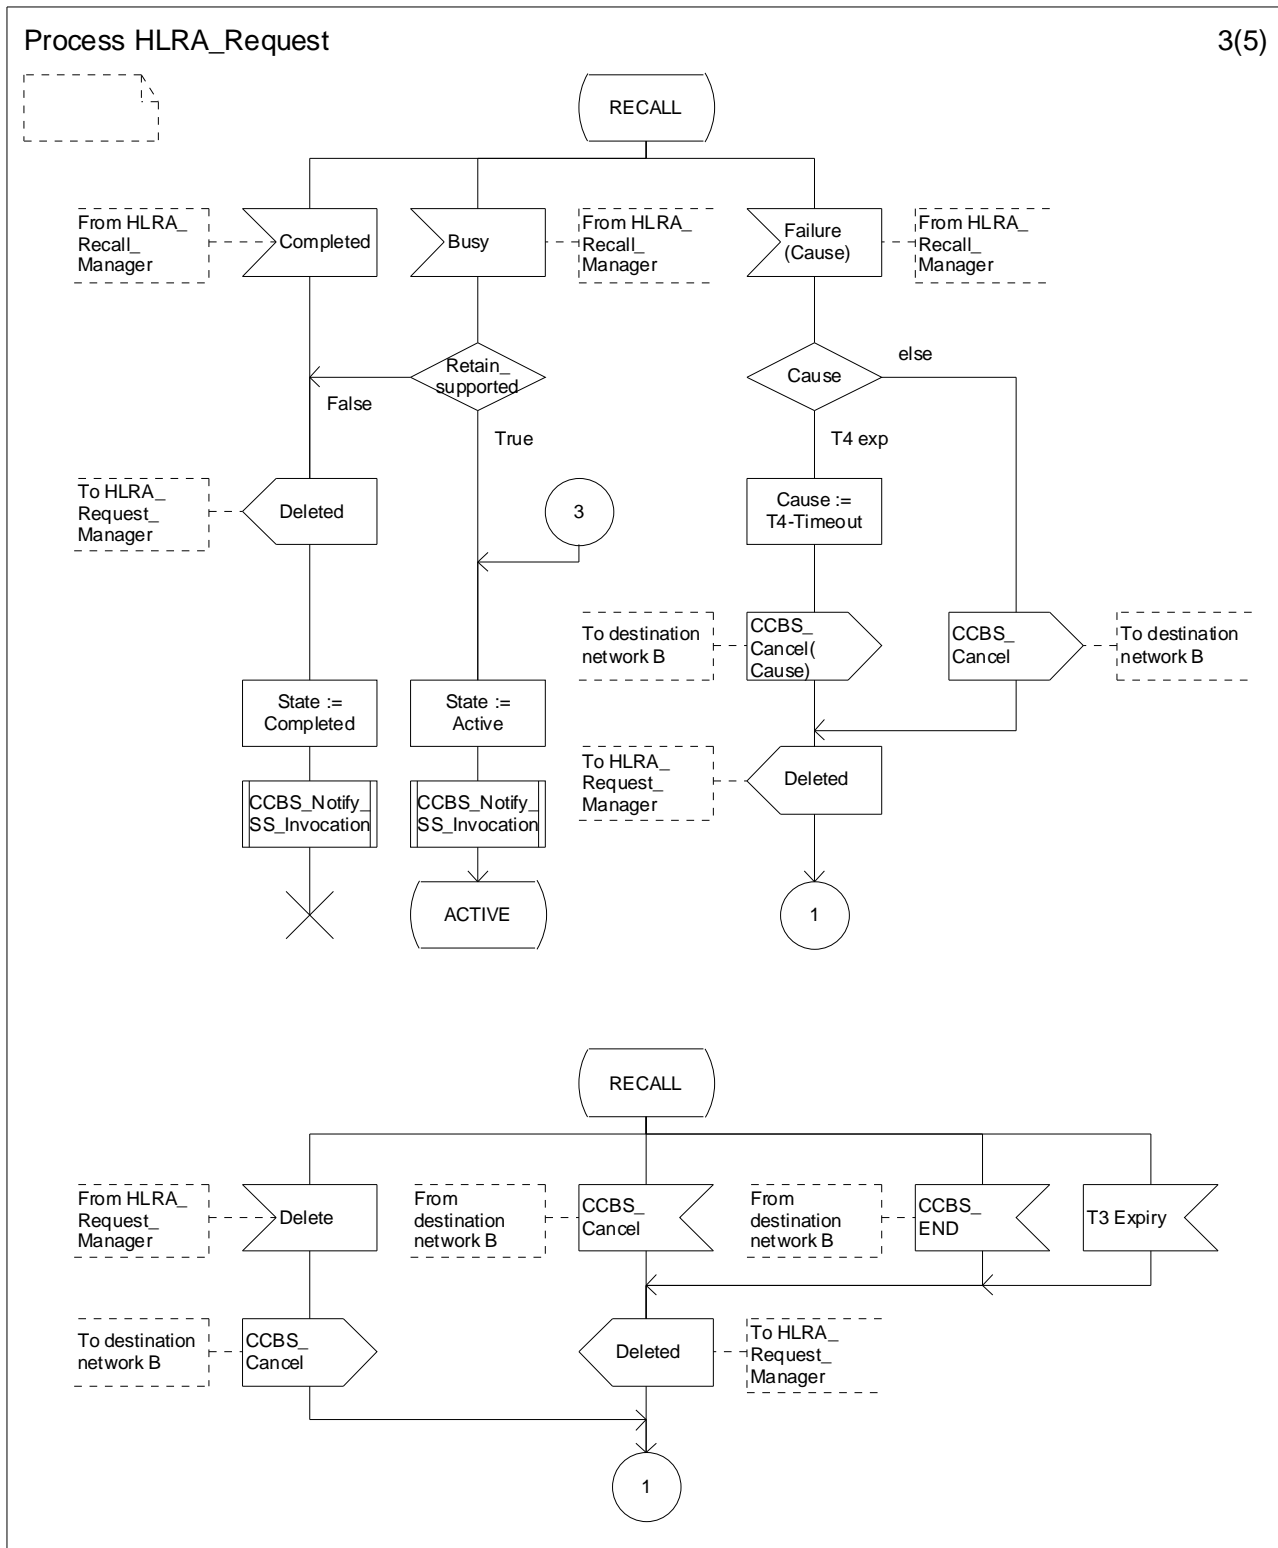 Process HLRA_Request
3(5)
RECALL
From HLRA_
Recall_
Manager
Completed
Busy
From HLRA_
Recall_
Manager
Failure
(Cause)
From HLRA_
Recall_
Manager
Retain_
supported
False
True
Cause
else
T4 exp
To HLRA_
Request_
Manager
Deleted
3
Cause :=
T4-Timeout
To destination
network B
CCBS_
Cancel(
Cause)
CCBS_
Cancel
To destination
network B
State :=
Completed
State :=
Active
To HLRA_
Request_
Manager
Deleted
CCBS_Notify_
SS_Invocation
CCBS_Notify_
SS_Invocation
ACTIVE
1
RECALL
From HLRA_
Request_
Manager
Delete
From
destination
network B
CCBS_
Cancel
From
destination
network B
CCBS_
END
T3 Expiry
To destination
network B
CCBS_
Cancel
Deleted
To HLRA_
Request_
Manager
1